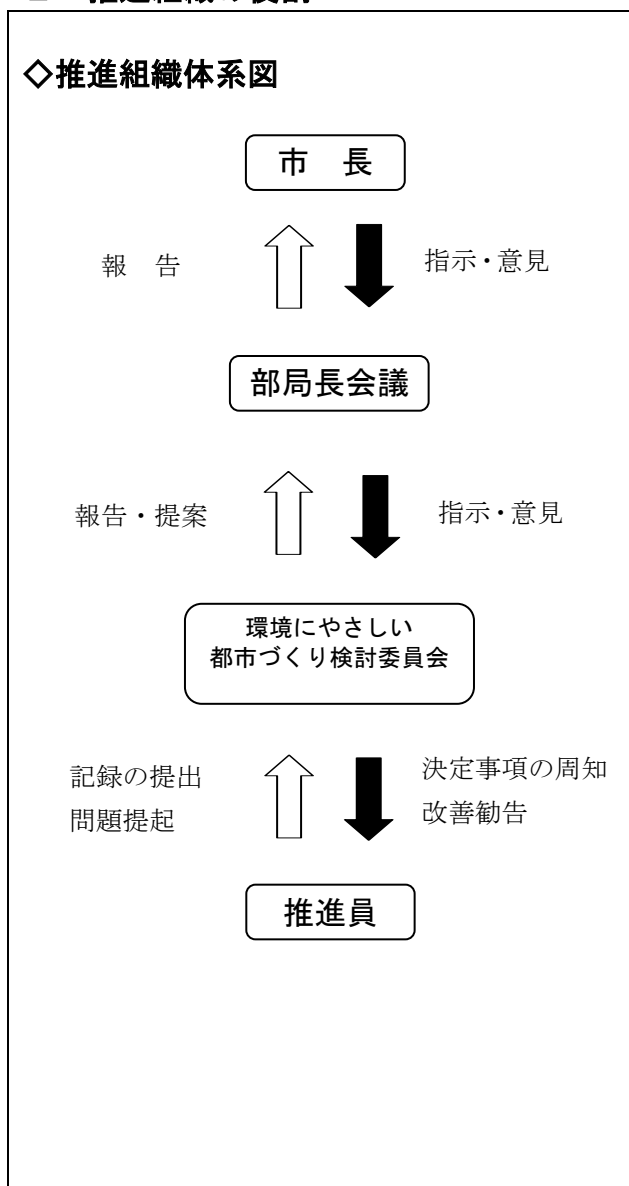 ◇推進組織体系図
市　長
報　告
指示・意見
部局長会議
報告・提案
指示・意見
環境にやさしい
都市づくり検討委員会
記録の提出
問題提起
決定事項の周知
改善勧告
推進員